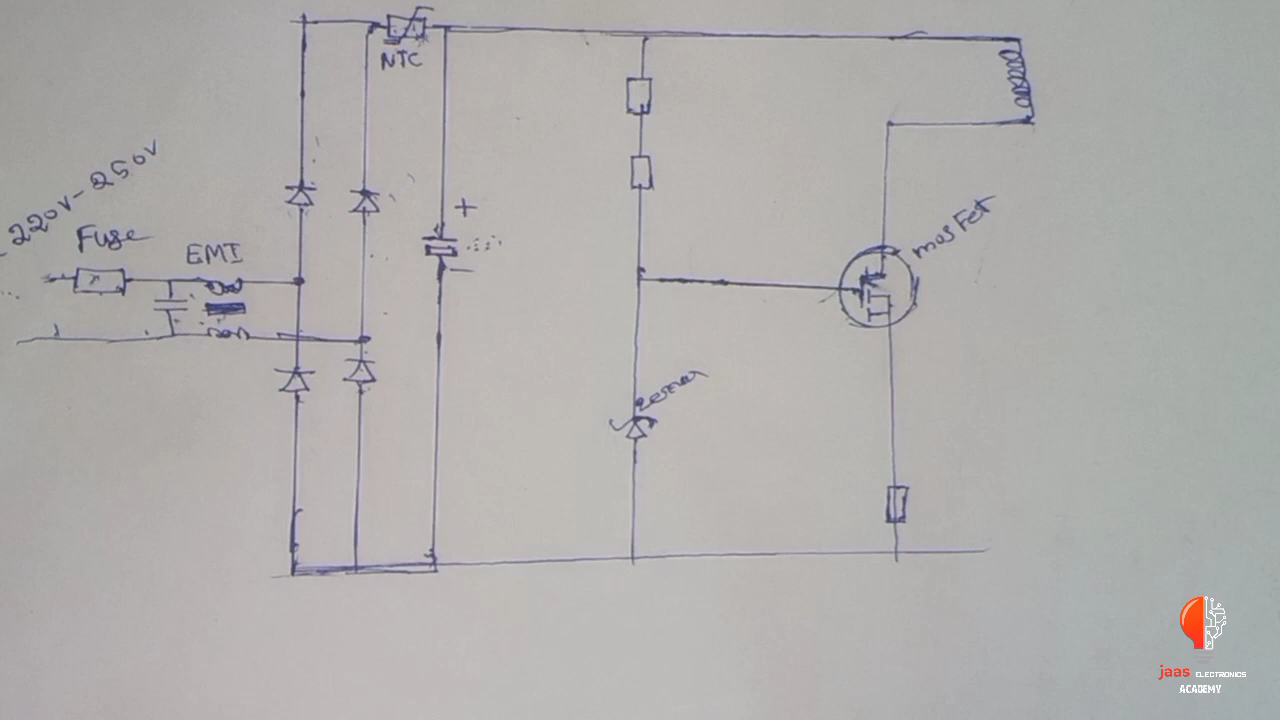 NTC
220V-250V
Fuse
EMI
+
-
mosfet
zener
jaas ELECTRONICS
ACADEMY